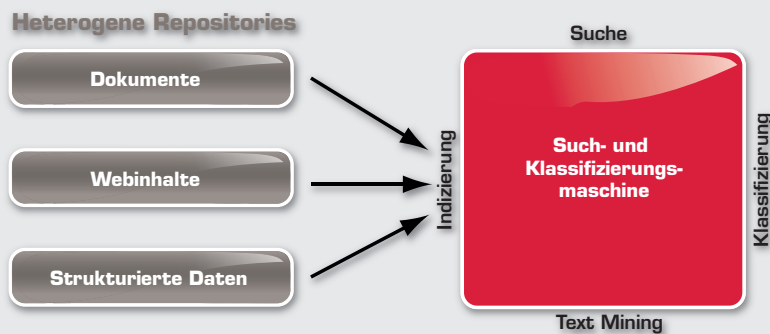 Heterogene Repositories
Dokumente
Webinhalte
Strukturierte Daten
Indizierung
Suche
Such- und
Klassifizierungs-
maschine
Klassifizierung
Text Mining